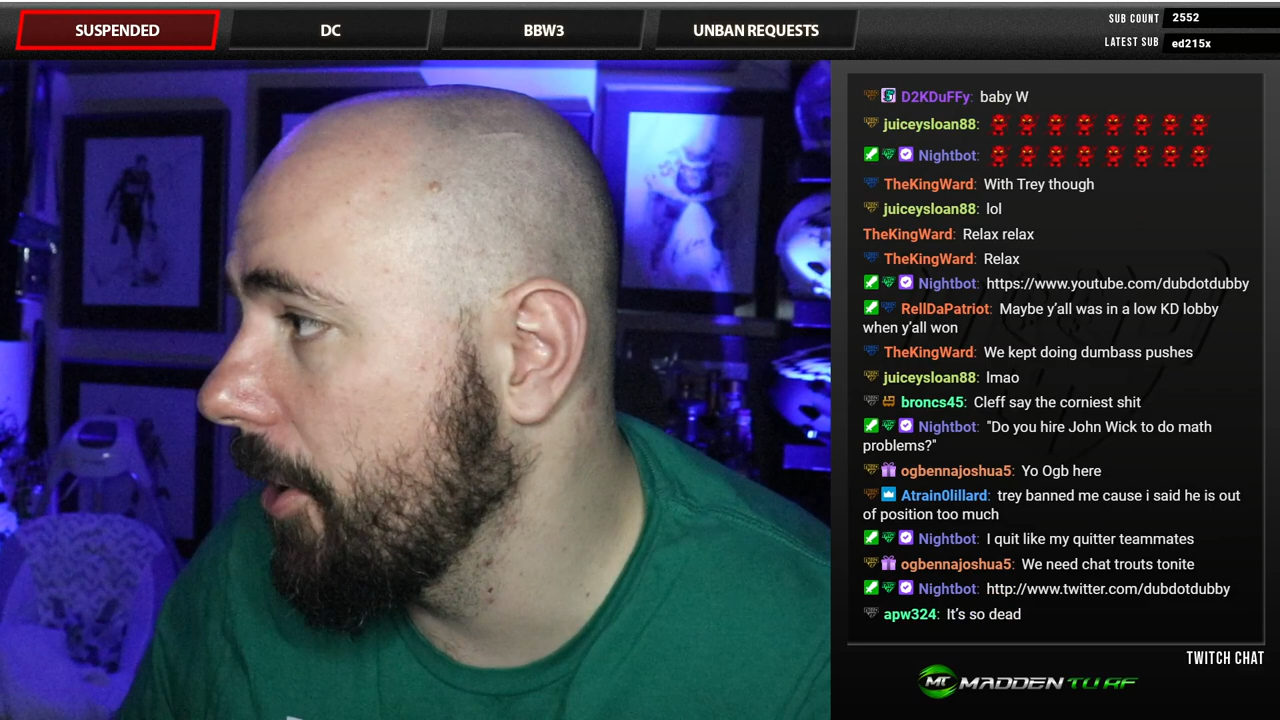 SUSPENDED
DC
BBW3
UNBAN REQUESTS
SUB COUNT 2552
LATEST SUB ed215x
D2KDuFFy: baby W
juiceysloan88:
Nightbot:
TheKingWard: With Trey though
juiceysloan88: lol
TheKingWard: Relax relax
TheKingWard: Relax
Nightbot: https://www.youtube.com/dubdotdubby
RellDaPatriot: Maybe y'all was in a low KD lobby
when y'all won
TheKingWard: We kept doing dumbass pushes
juiceysloan88: lmao
broncs45: Cleff say the corniest shit
Nightbot: "Do you hire John Wick to do math
problems?"
ogbennajoshua5: Yo Ogb here
Atrain0lillard: trey banned me cause i said he is out
of position too much
Nightbot: I quit like my quitter teammates
ogbennajoshua5: We need chat trouts tonite
Nightbot: http://www.twitter.com/dubdotdubby
apw324: It's so dead
TWITCH CHAT
MT MADDEN TURF